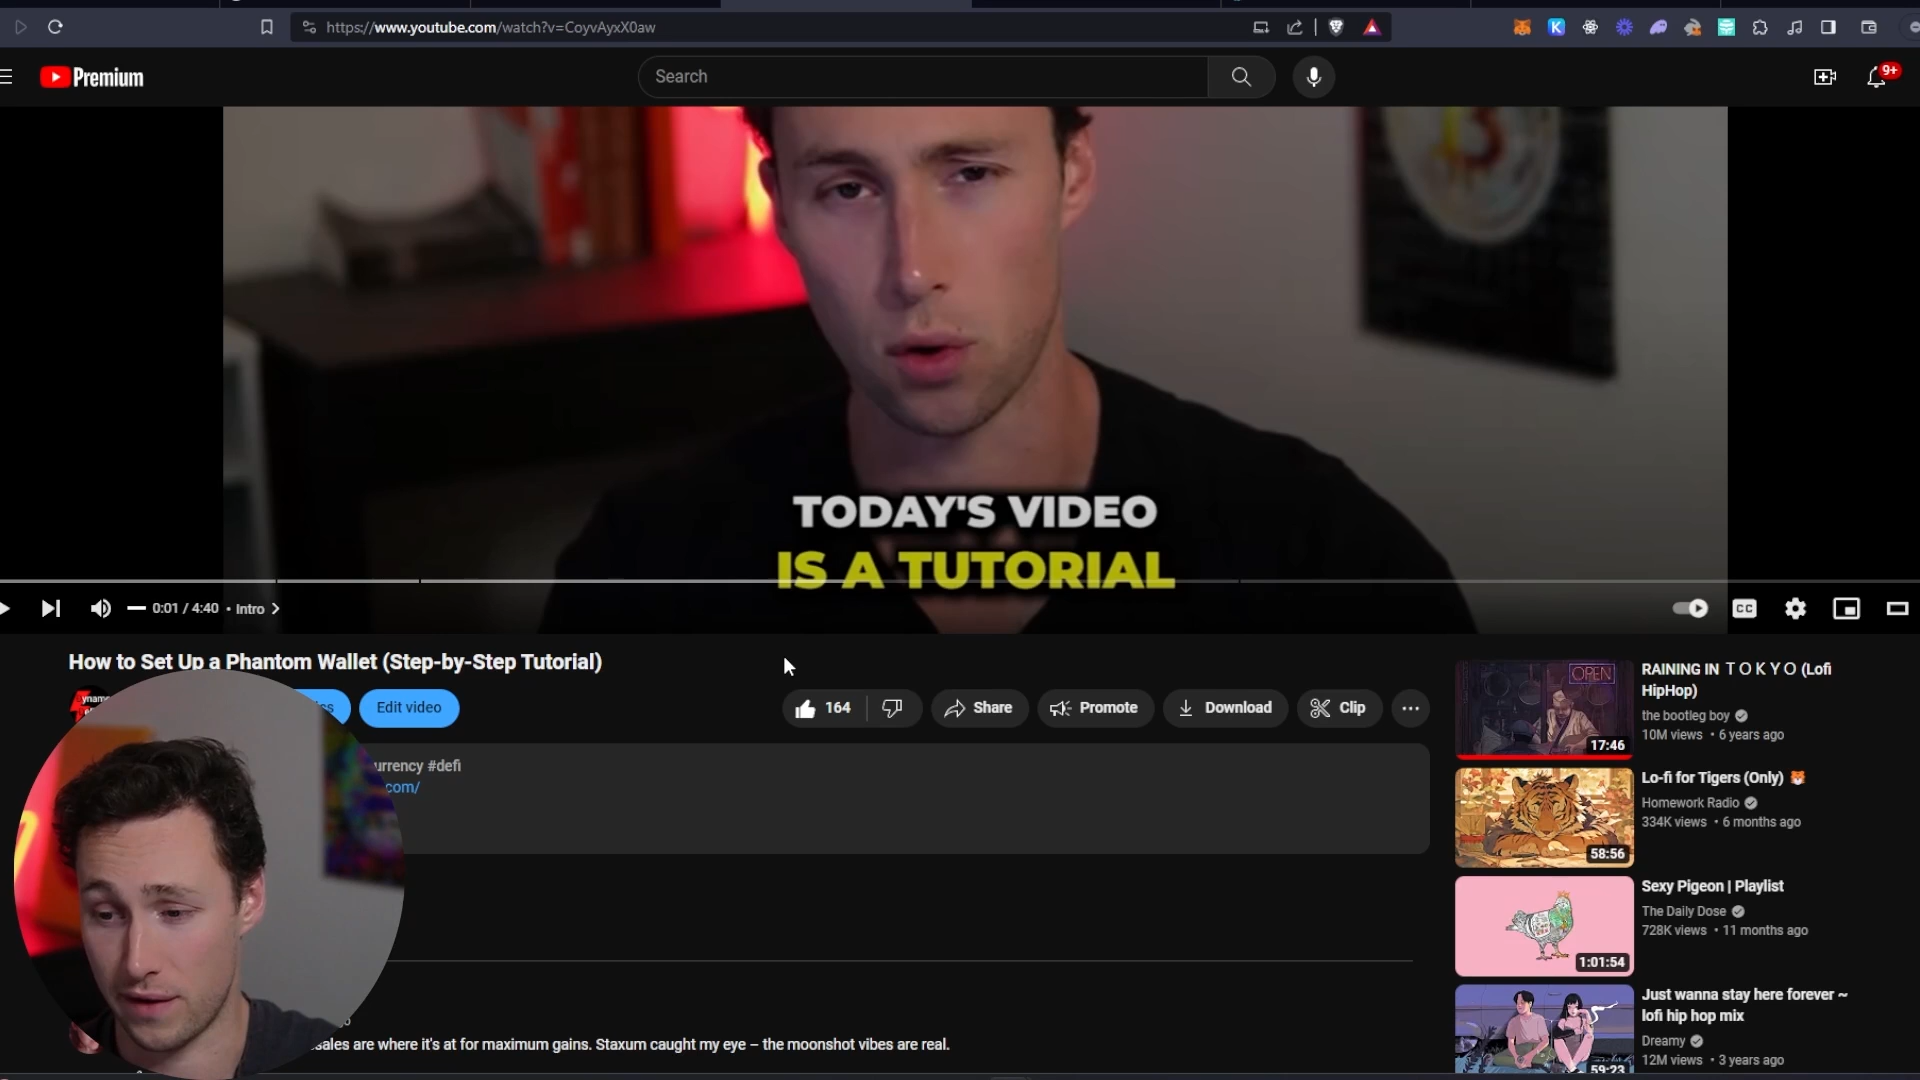 https://www.youtube.com/watch?v=CoyvAyxX0aw
Premium
Search
9+
TODAY'S VIDEO
IS A TUTORIAL
0:01 / 4:40 • Intro
CC
How to Set Up a Phantom Wallet (Step-by-Step Tutorial)
Edit video
164
Share
Promote
Download
Clip
urrency #defi
com/
sales are where it's at for maximum gains. Staxum caught my eye – the moonshot vibes are real.
OPEN
17:46
RAINING IN T O K Y O (Lofi
HipHop)
the bootleg boy
10M views • 6 years ago
58:56
Lo-fi for Tigers (Only)
Homework Radio
334K views • 6 months ago
1:01:54
Sexy Pigeon | Playlist
The Daily Dose
728K views • 11 months ago
59:23
Just wanna stay here forever ~
lofi hip hop mix
Dreamy
12M views • 3 years ago